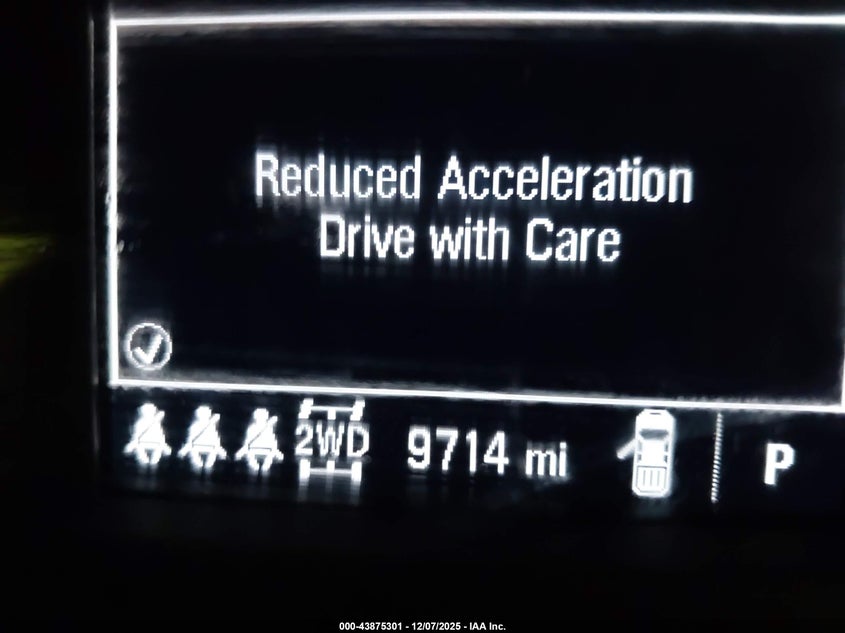 Reduced Acceleration
Drive with Care
2WD 9714 mi P
000-43875301 - 12/07/2025 - IAA Inc.